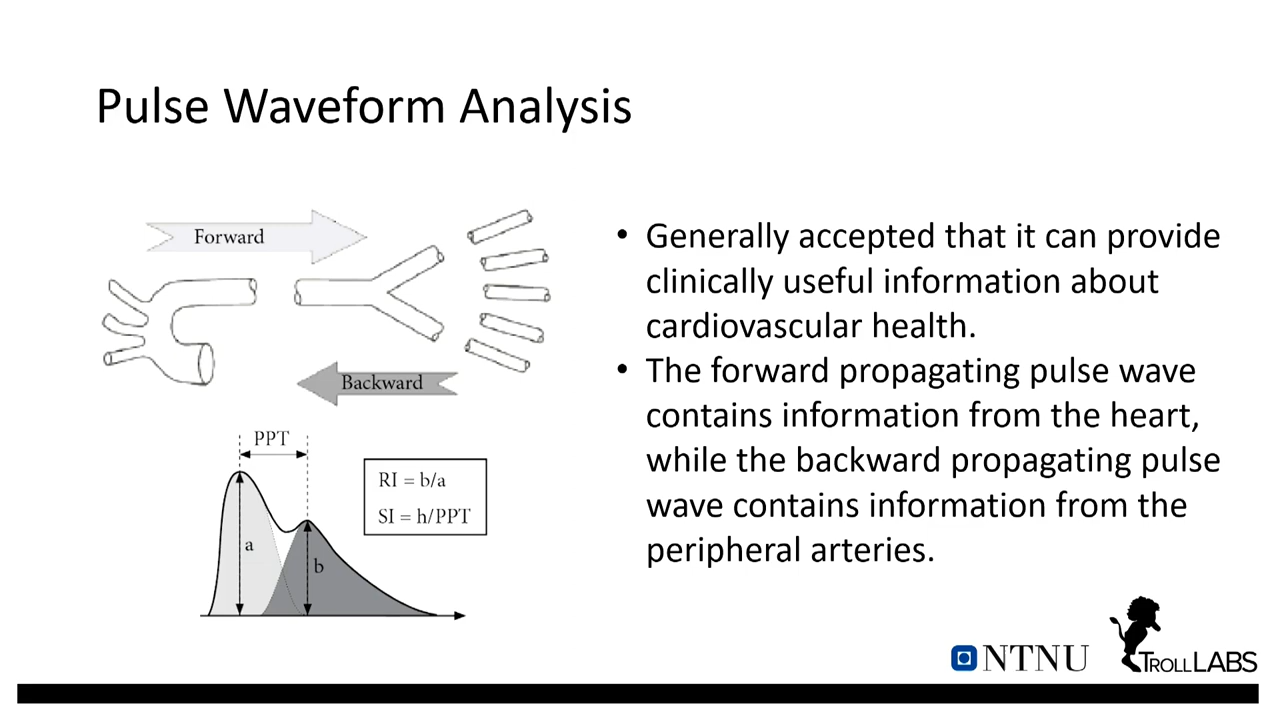 Pulse Waveform Analysis
Forward
Backward
PPT
a
b
RI = b/a
SI = h/PPT
• Generally accepted that it can provide
clinically useful information about
cardiovascular health.
• The forward propagating pulse wave
contains information from the heart,
while the backward propagating pulse
wave contains information from the
peripheral arteries.
NTNU
TROLLLABS